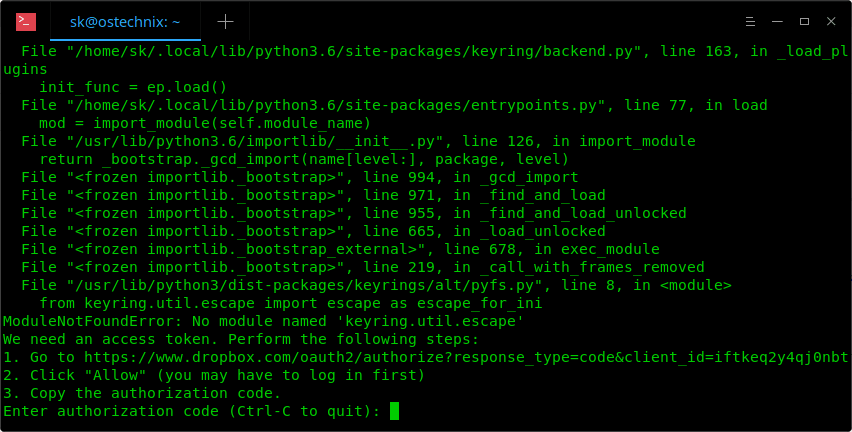 sk@ostechnix: ~
  File "/home/sk/.local/lib/python3.6/site-packages/keyring/backend.py", line 163, in _load_pl
ugins
    init_func = ep.load()
  File "/home/sk/.local/lib/python3.6/site-packages/entrypoints.py", line 77, in load
    mod = import_module(self.module_name)
  File "/usr/lib/python3.6/importlib/__init__.py", line 126, in import_module
    return _bootstrap._gcd_import(name[level:], package, level)
  File "<frozen importlib._bootstrap>", line 994, in _gcd_import
  File "<frozen importlib._bootstrap>", line 971, in _find_and_load
  File "<frozen importlib._bootstrap>", line 955, in _find_and_load_unlocked
  File "<frozen importlib._bootstrap>", line 665, in _load_unlocked
  File "<frozen importlib._bootstrap_external>", line 678, in exec_module
  File "<frozen importlib._bootstrap>", line 219, in _call_with_frames_removed
  File "/usr/lib/python3/dist-packages/keyrings/alt/pyfs.py", line 8, in <module>
    from keyring.util.escape import escape as escape_for_ini
ModuleNotFoundError: No module named 'keyring.util.escape'
We need an access token. Perform the following steps:
1. Go to https://www.dropbox.com/oauth2/authorize?response_type=code&client_id=iftkeq2y4qj0nbt
2. Click "Allow" (you may have to log in first)
3. Copy the authorization code.
Enter authorization code (Ctrl-C to quit):